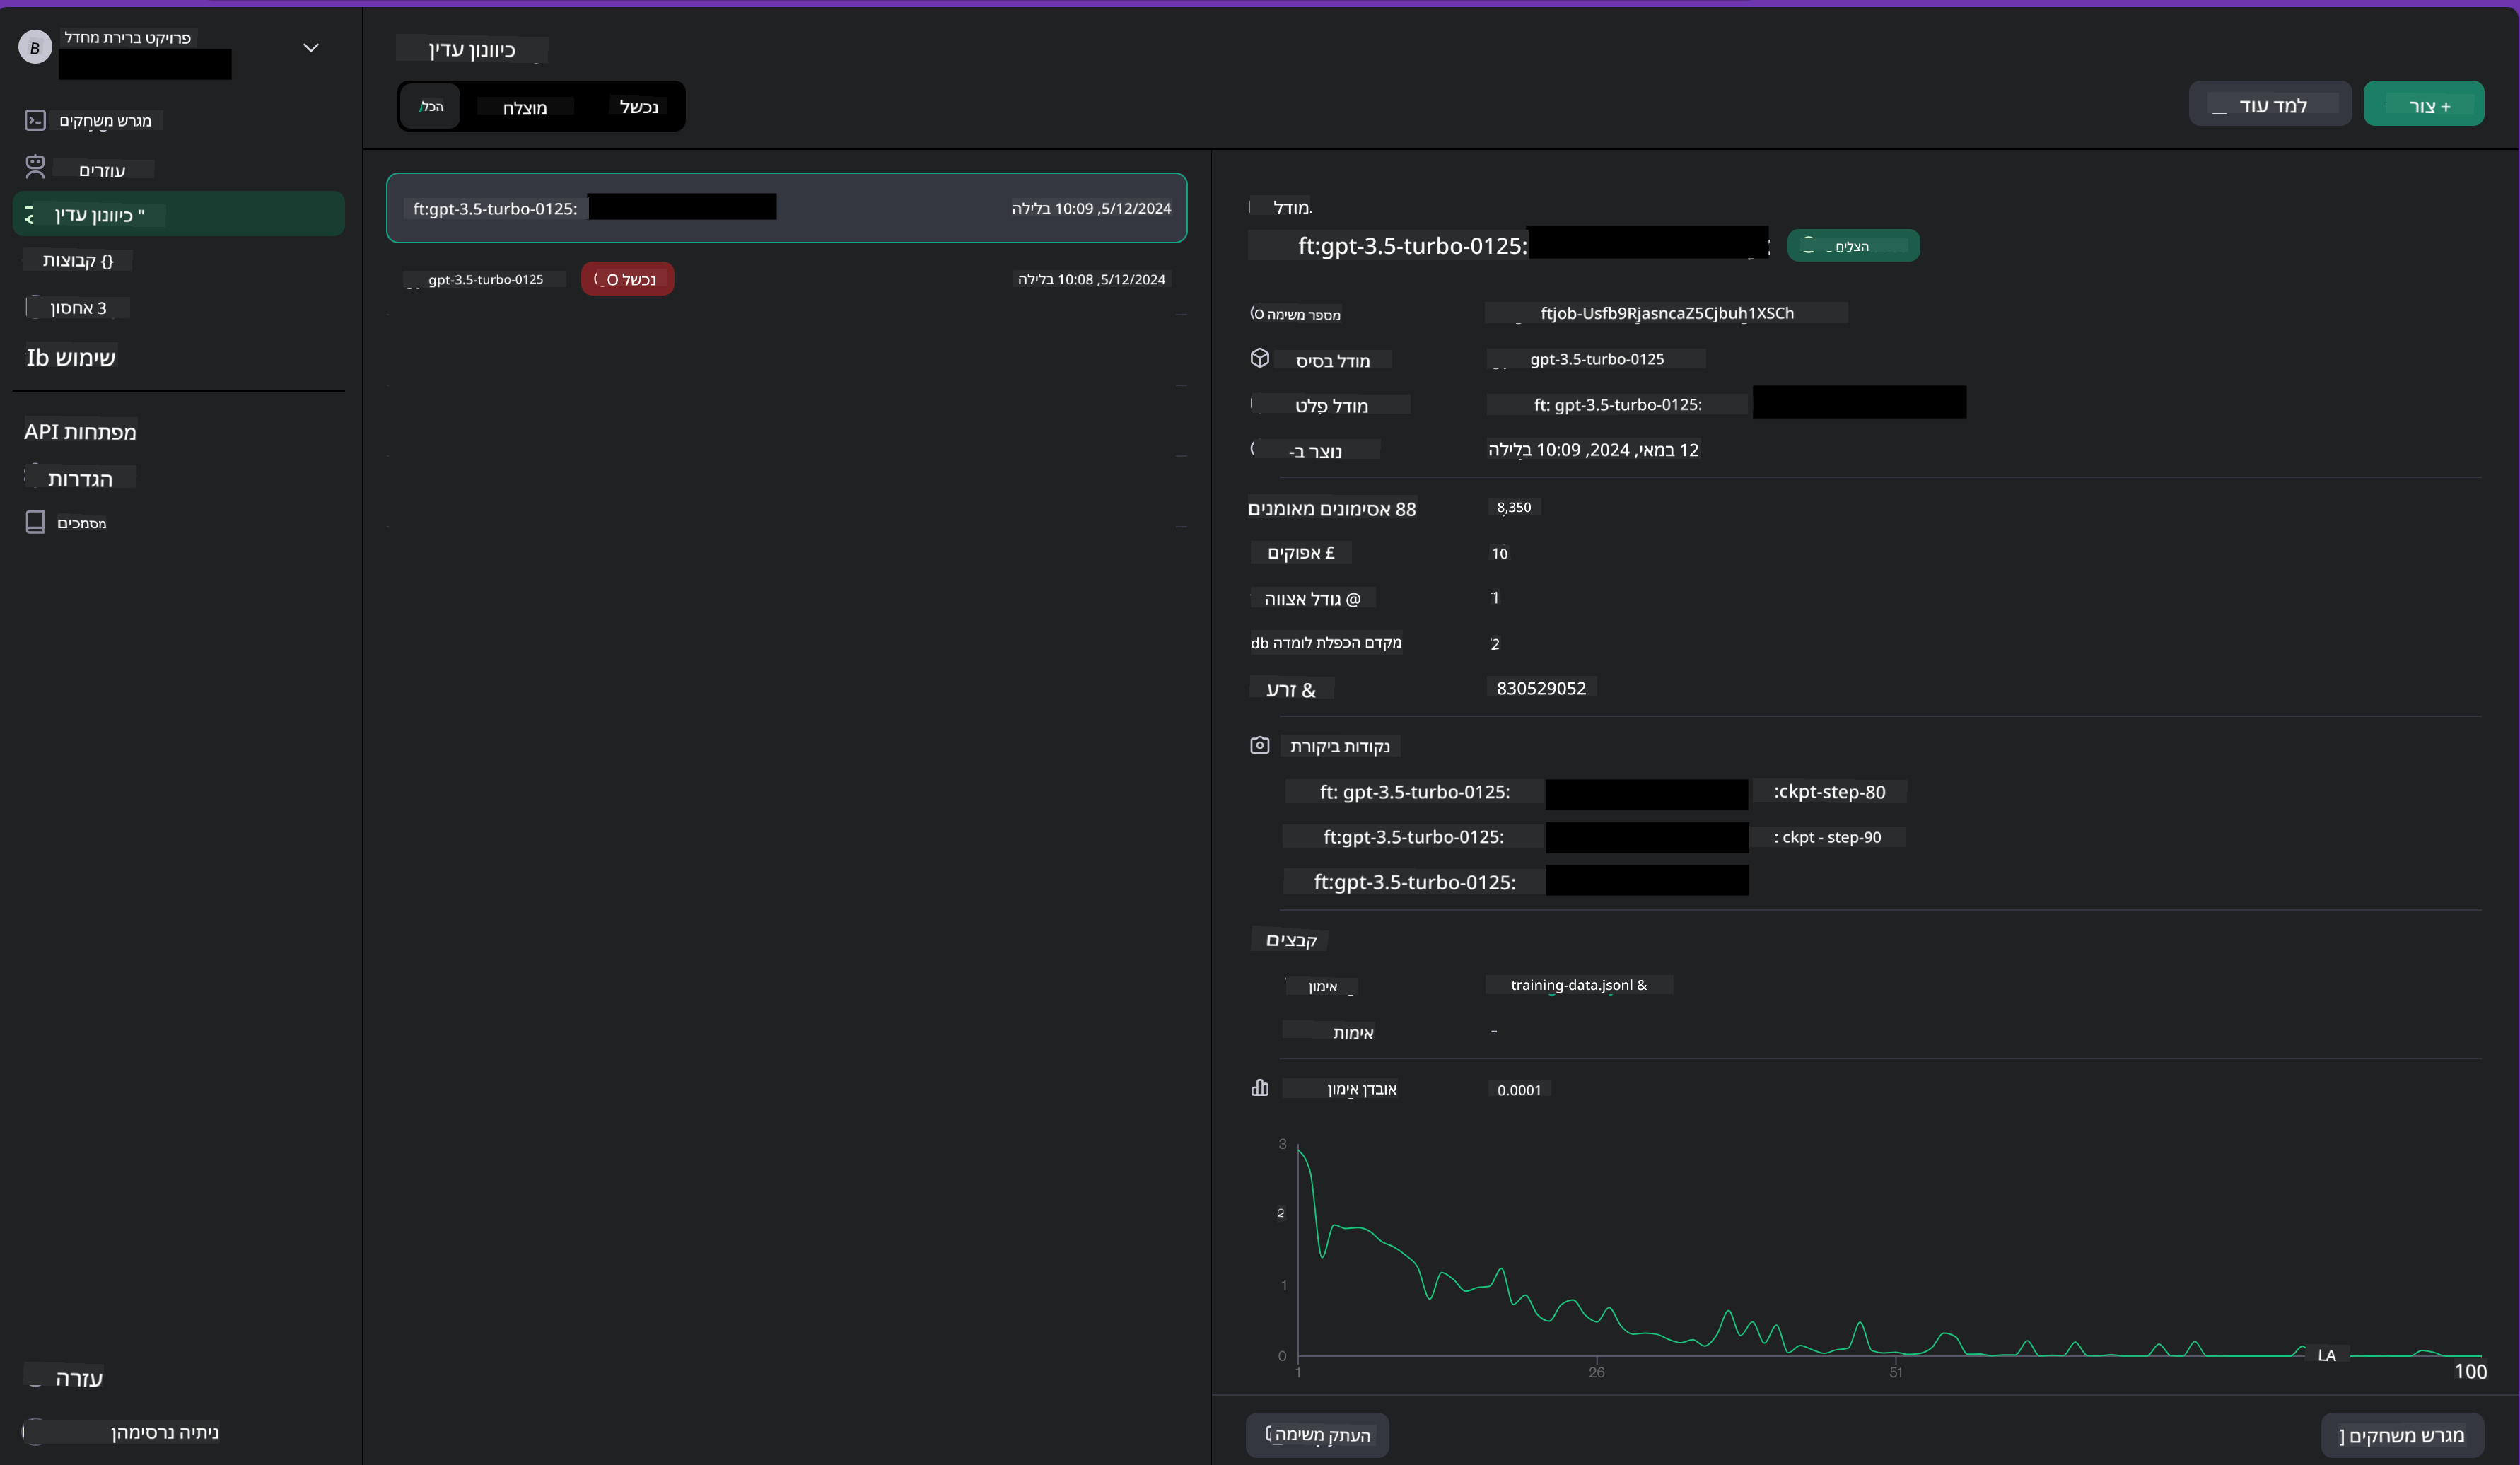 B
פרויקט ברירת מחדל
מגרש משחקים
עוזרים
כיוונון עדין "
{} קבוצות
3 אחסון
שימוש Ib
מפתחות API
הגדרות
מסמכים
עזרה
ניתיה נרסימהן
כיוונון עדין
הכל
מוצלח
נכשל
למד עוד
+ צור
ft:gpt-3.5-turbo-0125:
5/12/2024, 10:09 בלילה
gpt-3.5-turbo-0125
נכשל O
5/12/2024, 10:08 בלילה
מודל.
ft:gpt-3.5-turbo-0125:
הצליח
מספר משימה O
ftjob-Usfb9RjasncaZ5Cjbuh1XSCh
מודל בסיס
gpt-3.5-turbo-0125
מודל פלט
ft: gpt-3.5-turbo-0125:
נוצר ב-
12 במאי, 2024, 10:09 בלילה
88 אסימונים מאומנים
8,350
£ אפוקים
10
@ גודל אצווה
1
מקדם הכפלת לומדה db
2
& זרע
830529052
נקודות ביקורת
ft: gpt-3.5-turbo-0125: :ckpt-step-80
ft:gpt-3.5-turbo-0125: : ckpt - step-90
ft:gpt-3.5-turbo-0125:
קבצים
אימון
training-data.jsonl &
אימות
-
אובדן אימון
0.0001
3
2
1
0
1
26
51
LA
100
העתק משימה
מגרש משחקים [